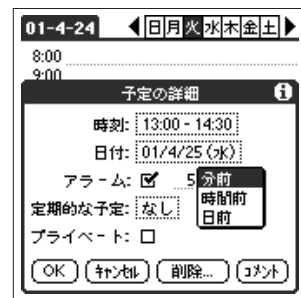 01-4-24 日 月 火 水 木 金 土
8:00
9:00
予定の詳細
時刻: 13:00 - 14:30
日付: 01/4/25 (水)
アラーム: 5 分前
時間前
日前
定期的な予定: なし
プライベート:
OK キャンセル 削除... コメント